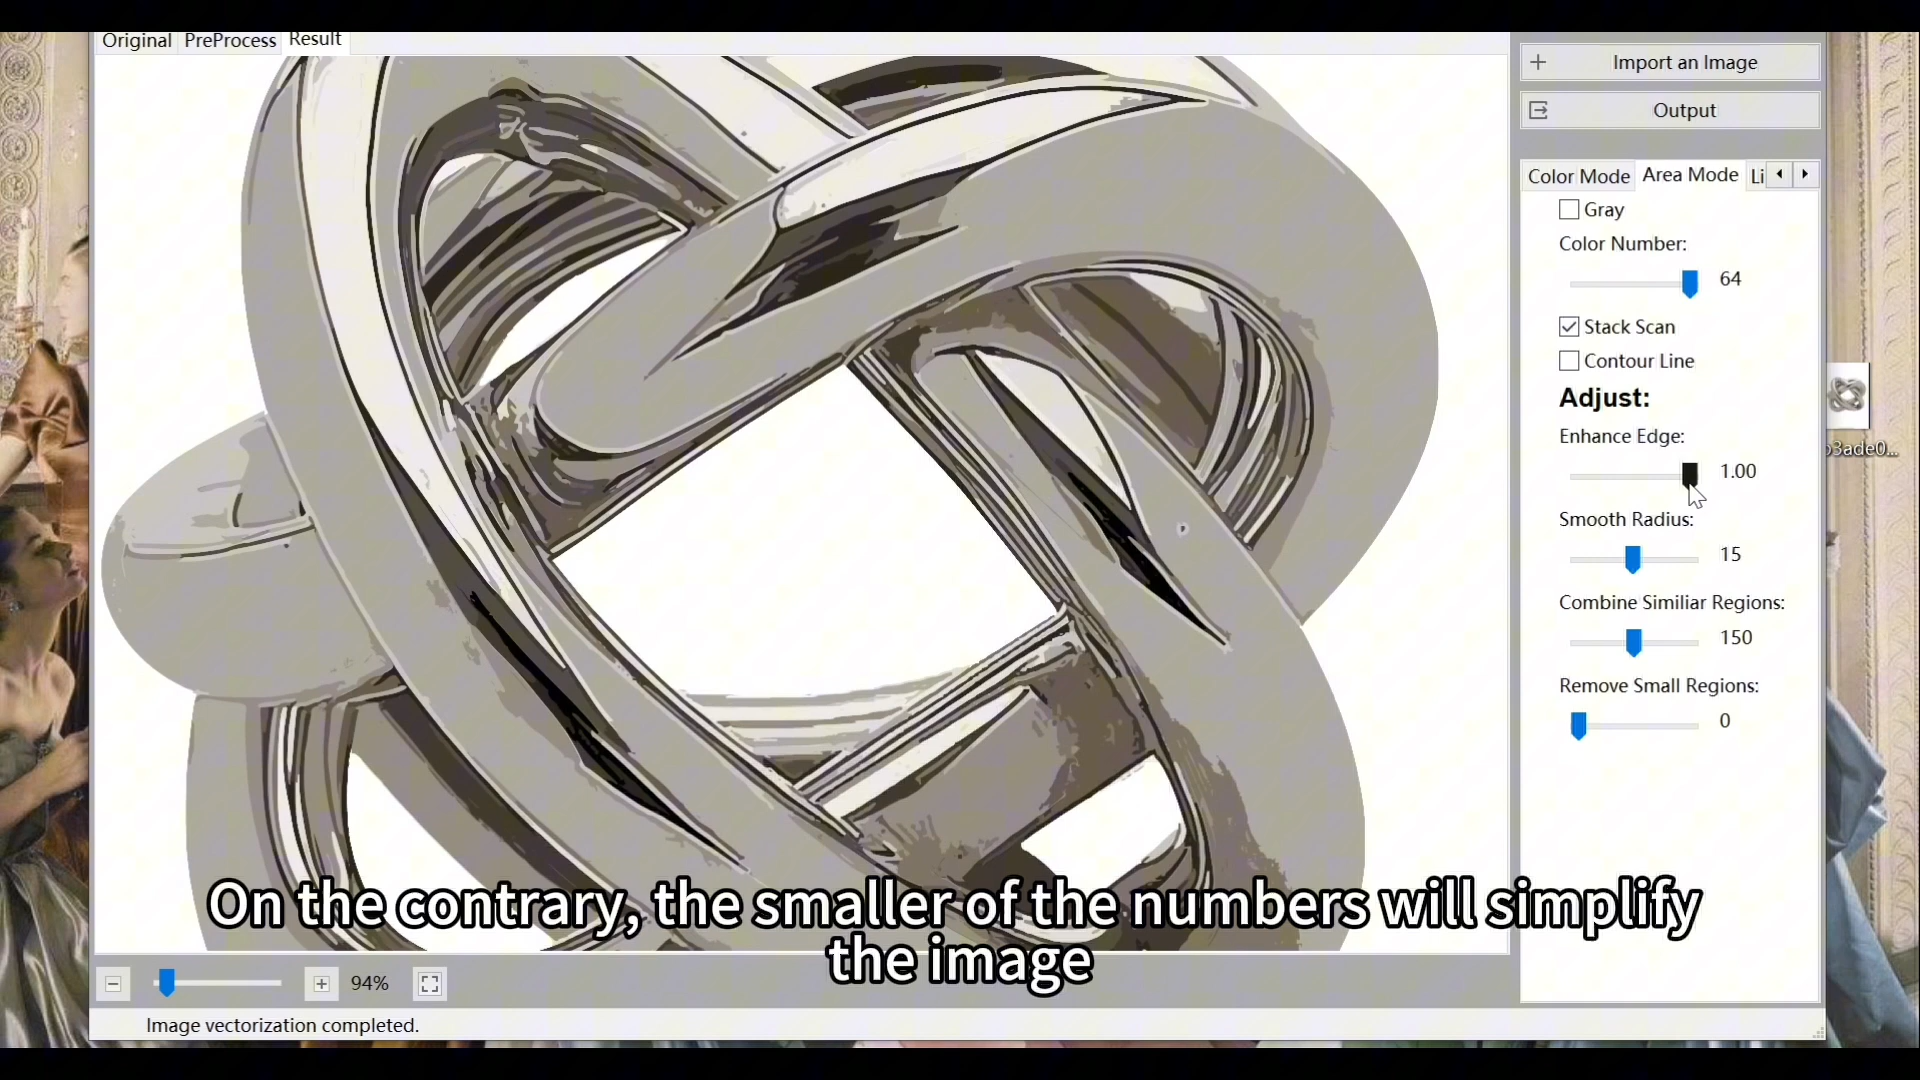 Original PreProcess Result
Import an Image
Output
Color Mode Area Mode Li
Gray
Color Number:
64
Stack Scan
Contour Line
Adjust:
Enhance Edge:
1.00
Smooth Radius:
15
Combine Similiar Regions:
150
Remove Small Regions:
0
b3ade0...
On the contrary, the smaller of the numbers will simplify
the image
94%
Image vectorization completed.